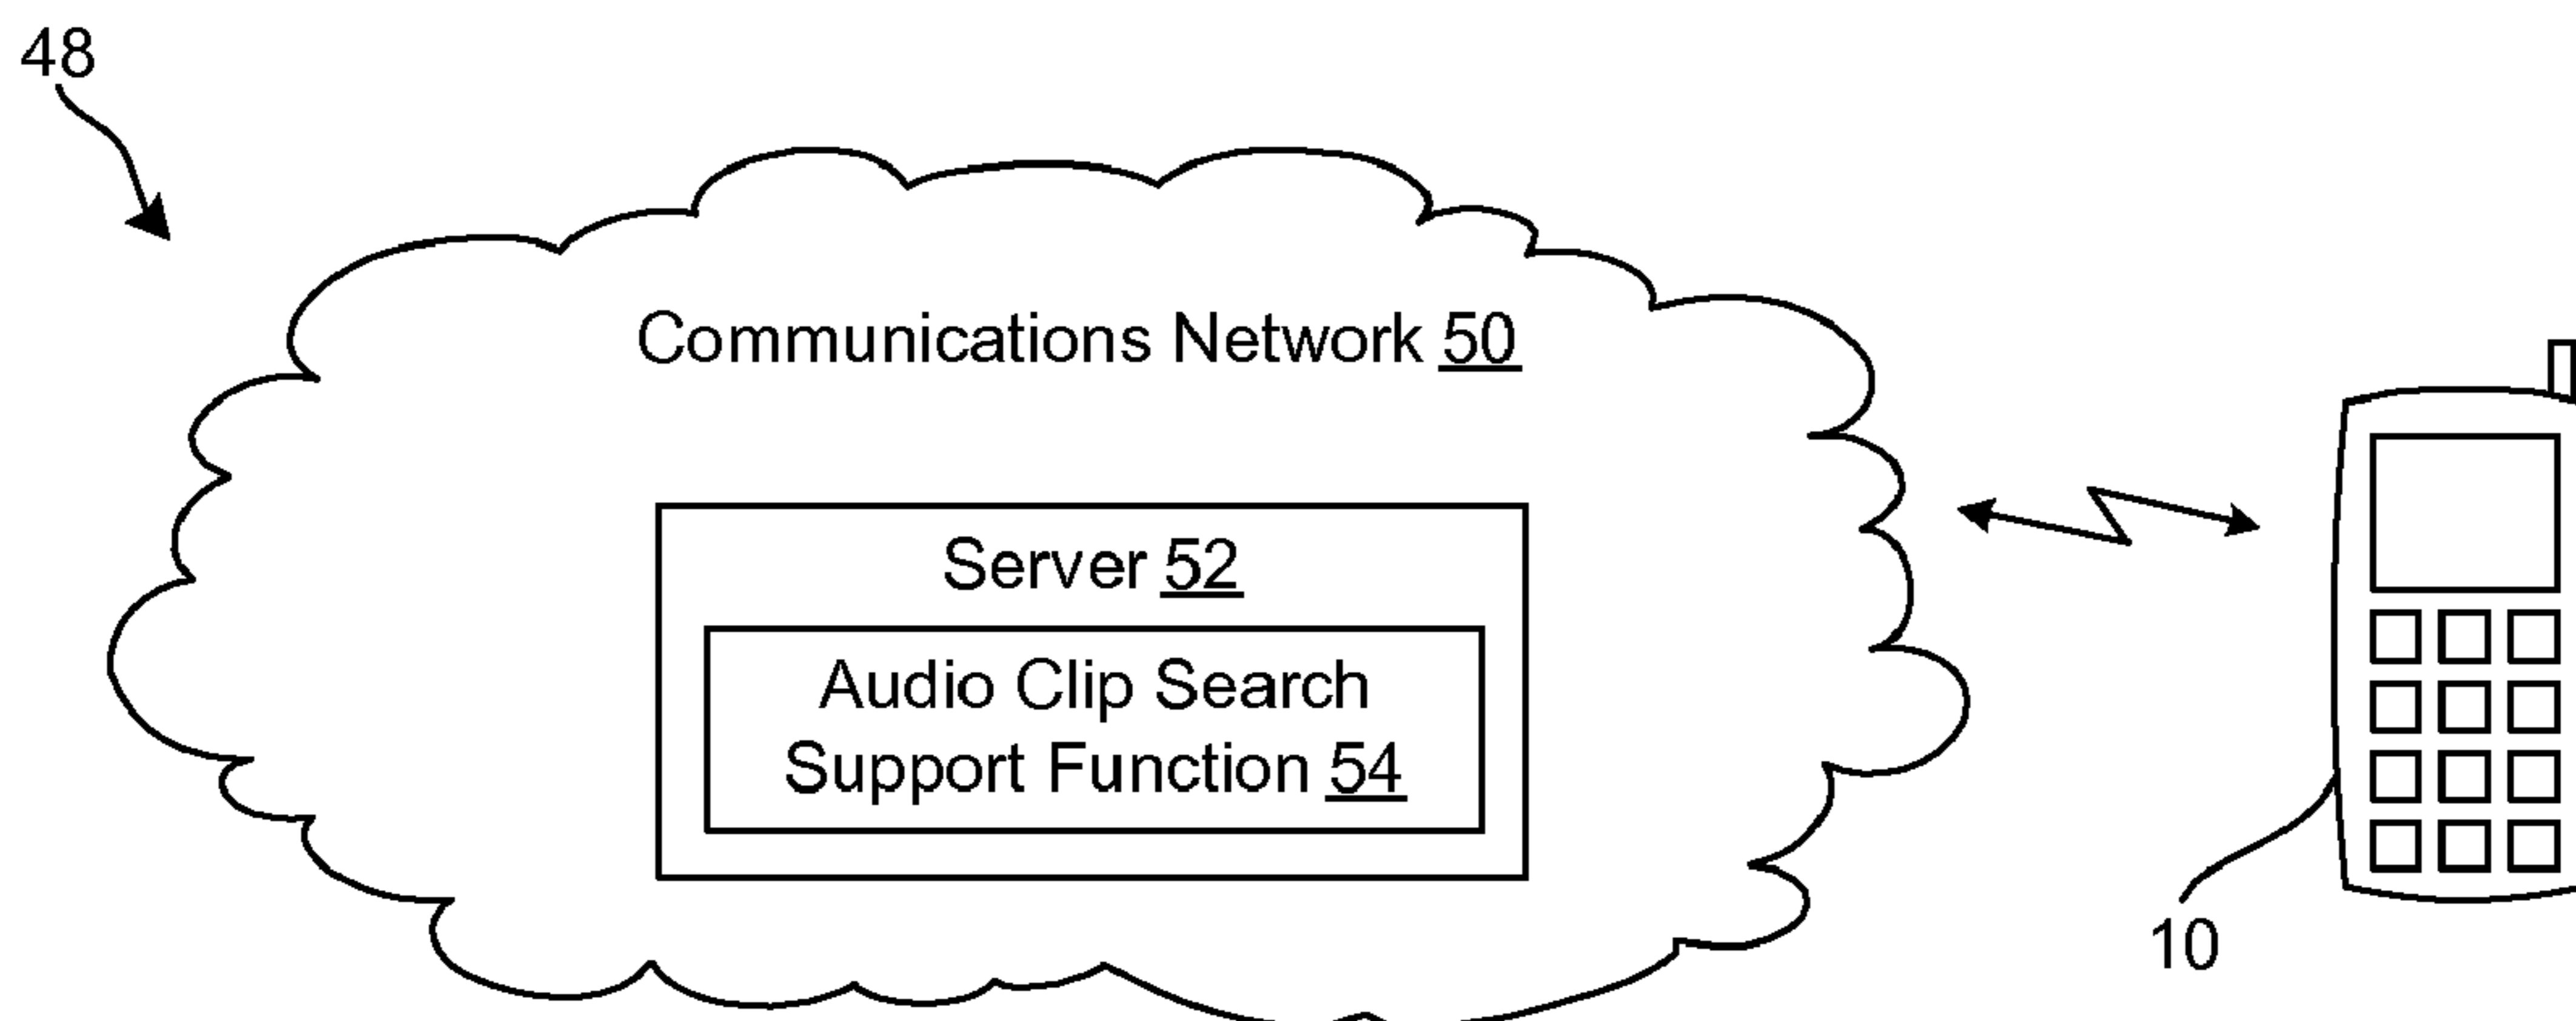 48
Communications Network 50
Server 52
Audio Clip Search
Support Function 54
10